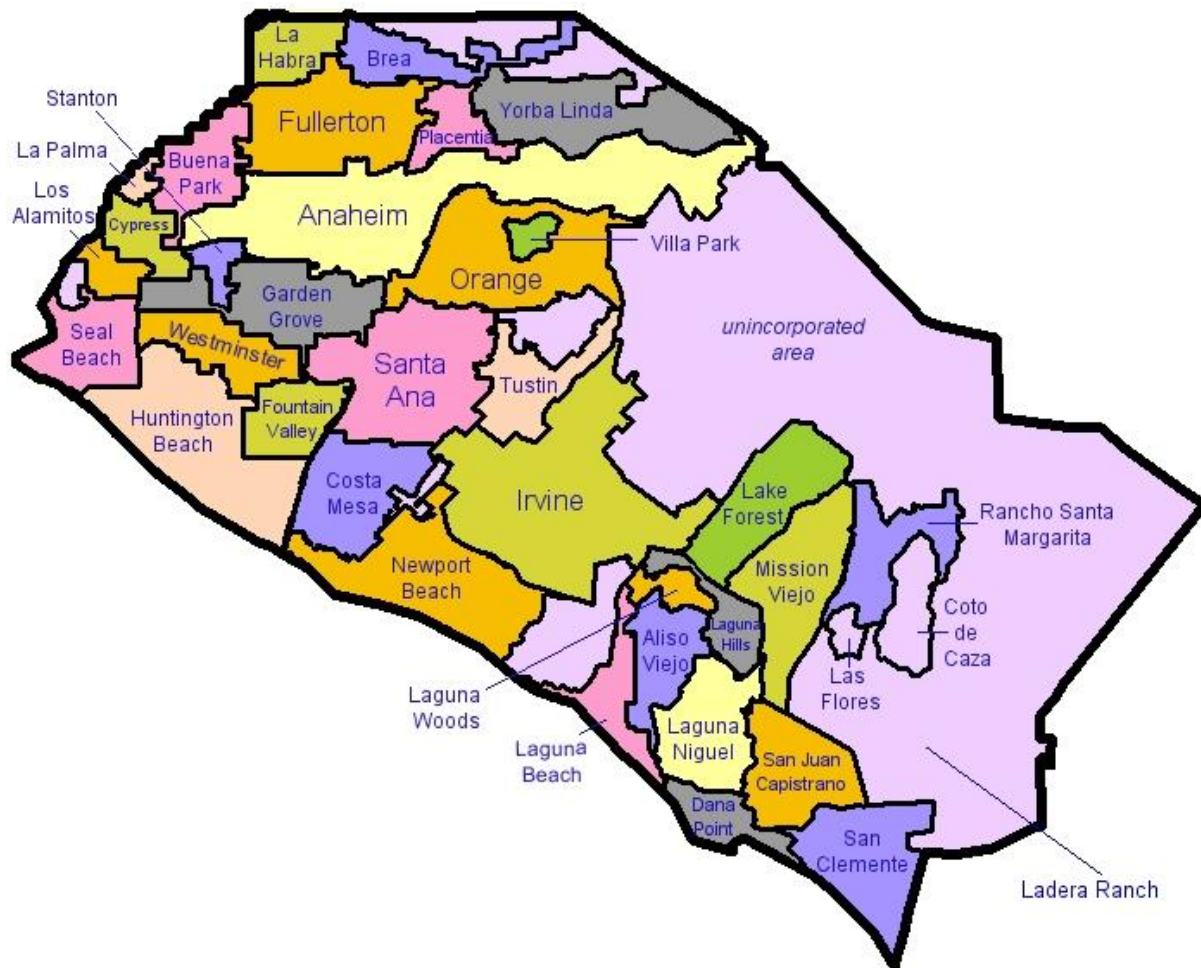 La
Habra
Brea
Stanton
Yorba Linda
Fullerton
Placentia
La Palma
Buena
Park
Los
Alamitos
Cypress
Anaheim
Villa Park
Orange
Garden
Grove
unincorporated
area
Seal
Beach
Westminster
Santa
Ana
Tustin
Huntington
Beach
Fountain
Valley
Costa
Mesa
Irvine
Lake
Forest
Rancho Santa
Margarita
Newport
Beach
Mission
Viejo
Coto
de
Caza
Aliso
Viejo
Laguna
Hills
Las
Flores
Laguna
Woods
Laguna
Niguel
Laguna
Beach
San Juan
Capistrano
Dana
Point
San
Clemente
Ladera Ranch